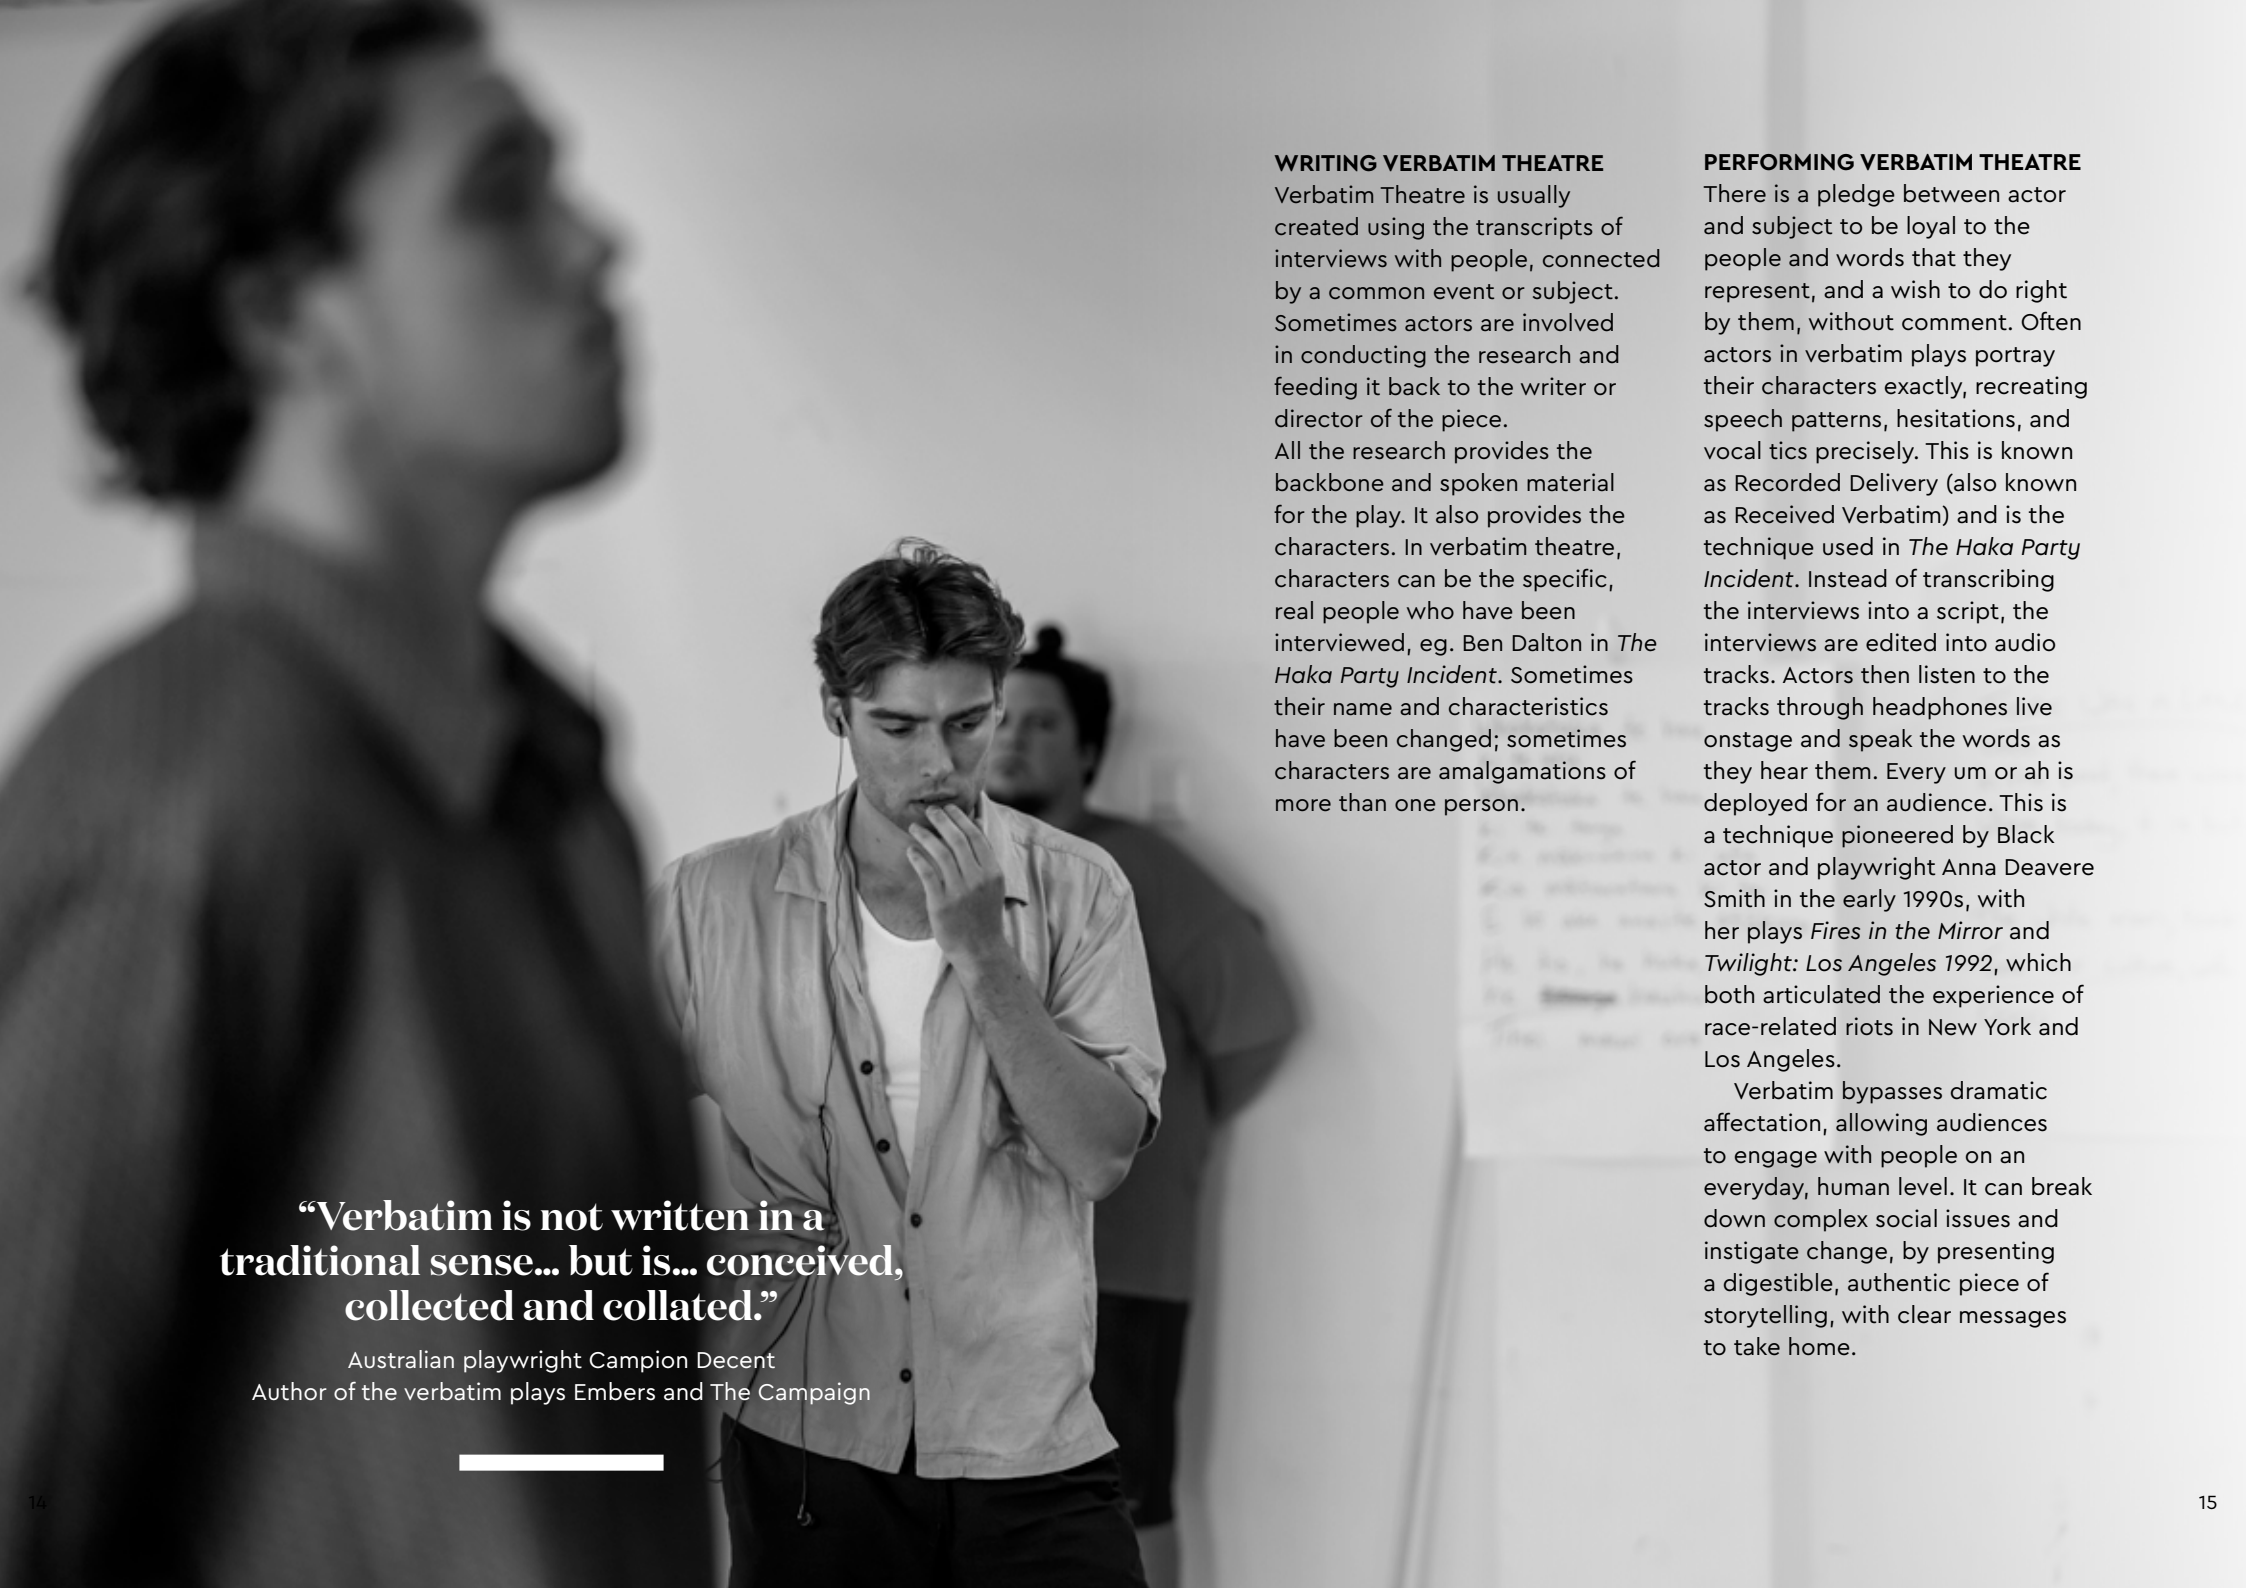 WRITING VERBATIM THEATRE
Verbatim Theatre is usually
created using the transcripts of
interviews with people, connected
by a common event or subject.
Sometimes actors are involved
in conducting the research and
feeding it back to the writer or
director of the piece.
All the research provides the
backbone and spoken material
for the play. It also provides the
characters. In verbatim theatre,
characters can be the specific,
real people who have been
interviewed, eg. Ben Dalton in The
Haka Party Incident. Sometimes
their name and characteristics
have been changed; sometimes
characters are amalgamations of
more than one person.
PERFORMING VERBATIM THEATRE
There is a pledge between actor
and subject to be loyal to the
people and words that they
represent, and a wish to do right
by them, without comment. Often
actors in verbatim plays portray
their characters exactly, recreating
speech patterns, hesitations, and
vocal tics precisely. This is known
as Recorded Delivery (also known
as Received Verbatim) and is the
technique used in The Haka Party
Incident. Instead of transcribing
the interviews into a script, the
interviews are edited into audio
tracks. Actors then listen to the
tracks through headphones live
onstage and speak the words as
they hear them. Every um or ah is
deployed for an audience. This is
a technique pioneered by Black
actor and playwright Anna Deavere
Smith in the early 1990s, with
her plays Fires in the Mirror and
Twilight: Los Angeles 1992, which
both articulated the experience of
race-related riots in New York and
Los Angeles.
Verbatim bypasses dramatic
affectation, allowing audiences
to engage with people on an
everyday, human level. It can break
down complex social issues and
instigate change, by presenting
a digestible, authentic piece of
storytelling, with clear messages
to take home.
“Verbatim is not written in a
traditional sense... but is... conceived,
collected and collated.”
Australian playwright Campion Decent
Author of the verbatim plays Embers and The Campaign
14
15